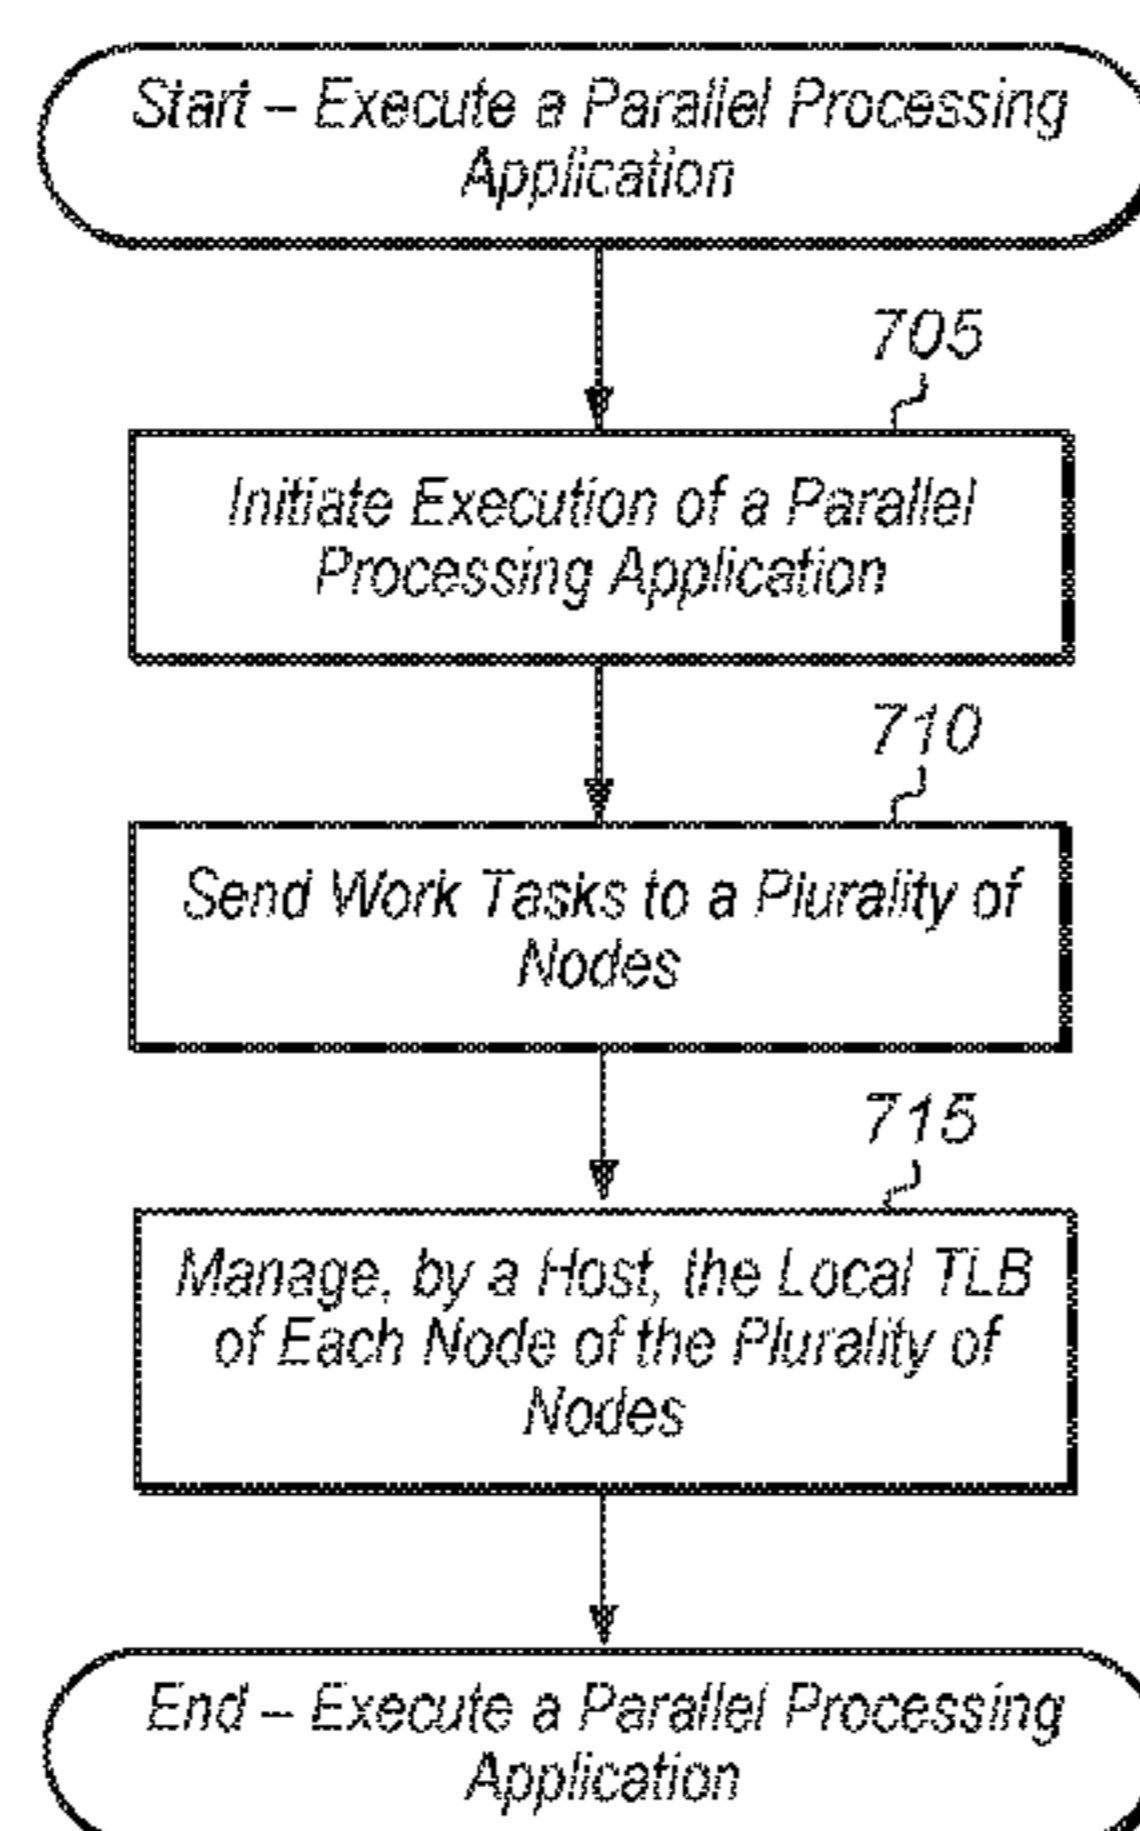 Start – Execute a Parallel Processing
Application
705
Initiate Execution of a Parallel
Processing Application
710
Send Work Tasks to a Plurality of
Nodes
715
Manage, by a Host, the Local TLB
of Each Node of the Plurality of
Nodes
End – Execute a Parallel Processing
Application